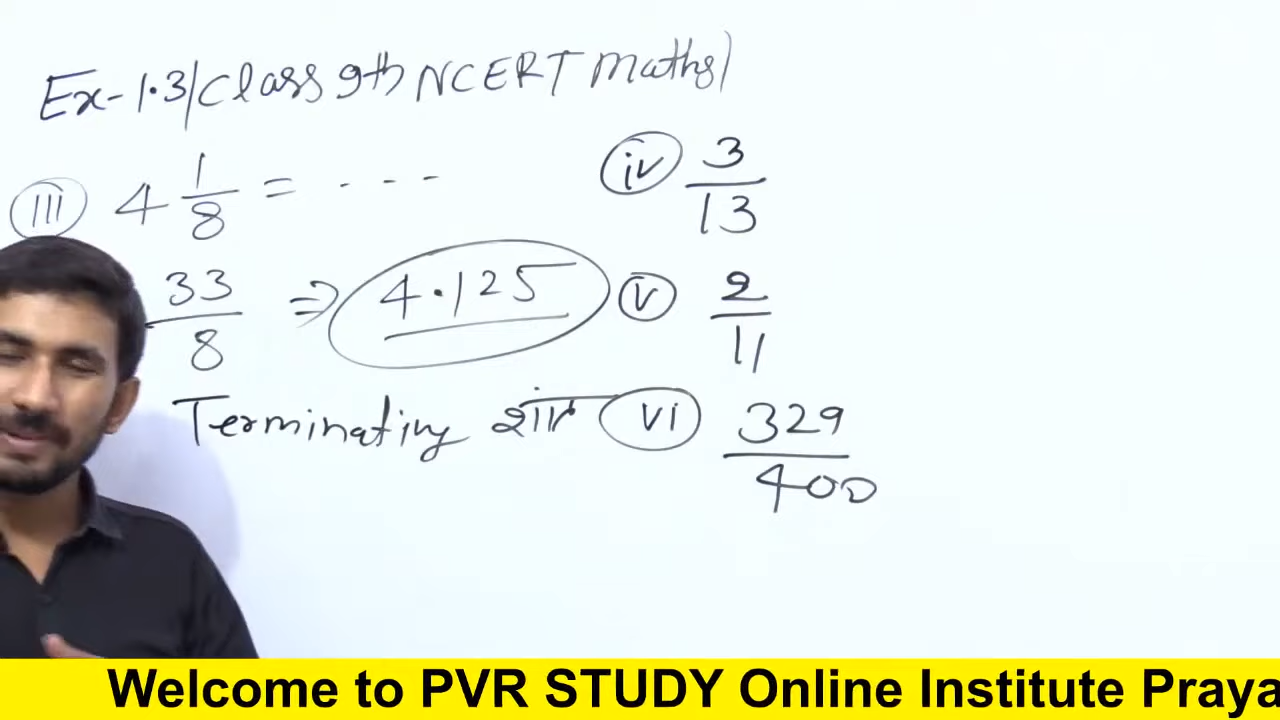 Ex-1.3/Class 9th NCERT Maths/
III 4 1/8 = . - - -
33/8 ⇒ 4.125
Terminating है।
iv 3/13
v 2/11
vi 329/400
Welcome to PVR STUDY Online Institute Praya